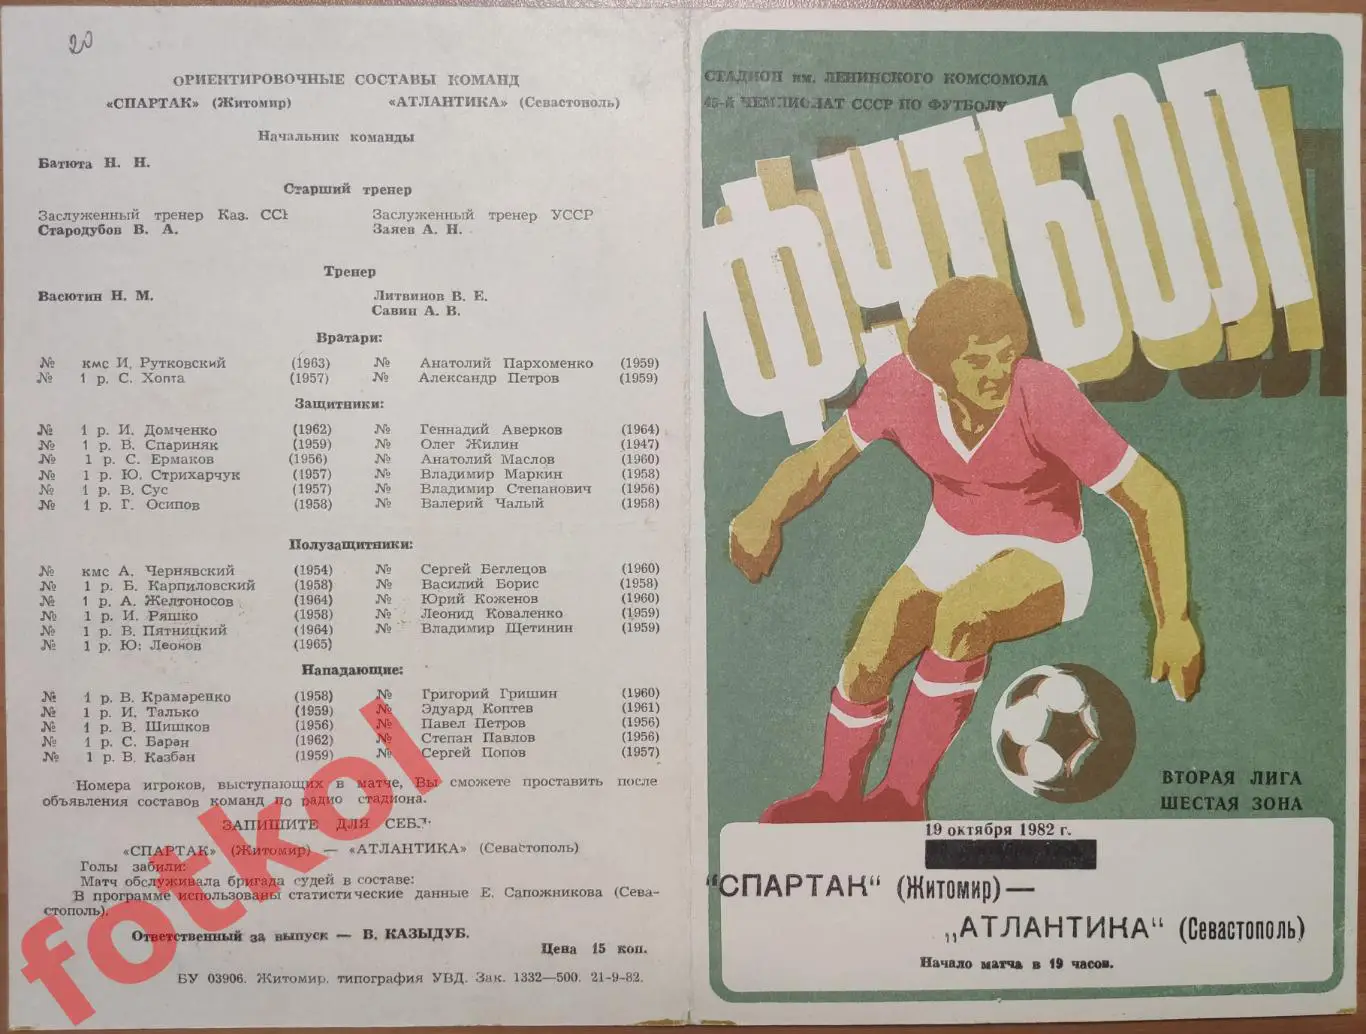 20
ОРИЕНТИРОВОЧНЫЕ СОСТАВЫ КОМАНД
«СПАРТАК» (Житомир) «АТЛАНТИКА» (Севастополь)
Начальник команды
Батюта Н. Н.
Старший тренер
Заслуженный тренер Каз. ССР Заслуженный тренер УССР
Стародубов В. А. Заяев А. Н.
Тренер
Васютин Н. М. Литвинов В. Е.
Савин А. В.
Вратари:
№ кмс И. Рутковский (1963) № Анатолий Пархоменко (1959)
№ 1 р. С. Хопта (1957) № Александр Петров (1959)
Защитники:
№ 1 р. И. Домченко (1962) № Геннадий Аверков (1964)
№ 1 р. В. Спариняк (1959) № Олег Жилин (1947)
№ 1 р. С. Ермаков (1956) № Анатолий Маслов (1960)
№ 1 р. Ю. Стрихарчук (1957) № Владимир Маркин (1958)
№ 1 р. В. Сус (1957) № Владимир Степанович (1956)
№ 1 р. Г. Осипов (1958) № Валерий Чалый (1958)
Полузащитники:
№ кмс А. Чернявский (1954) № Сергей Беглецов (1960)
№ 1 р. Б. Карпиловский (1958) № Василий Борис (1958)
№ 1 р. А. Желтоносов (1964) № Юрий Коженов (1960)
№ 1 р. И. Ряшко (1958) № Леонид Коваленко (1959)
№ 1 р. В. Пятницкий (1964) № Владимир Щетинин (1959)
№ 1 р. Ю: Леонов (1965)
Нападающие:
№ 1 р. В. Крамаренко (1958) № Григорий Гришин (1960)
№ 1 р. И. Талько (1959) № Эдуард Коптев (1961)
№ 1 р. В. Шишков (1956) № Павел Петров (1956)
№ 1 р. С. Баран (1962) № Степан Павлов (1956)
№ 1 р. В. Казбан (1959) № Сергей Попов (1957)
Номера игроков, выступающих в матче, Вы сможете проставить после
объявления составов команд по радио стадиона.
ЗАПИШИТЕ ДЛЯ СЕБЯ:
«СПАРТАК» (Житомир) — «АТЛАНТИКА» (Севастополь)
Голы забили:
Матч обслуживала бригада судей в составе:
В программе использованы статистические данные Е. Сапожникова (Сева-
стополь).
Ответственный за выпуск — В. КАЗЫДУБ.
Цена 15 коп.
БУ 03906. Житомир, типография УВД. Зак. 1332—500. 21-9-82.
fotkol
СТАДИОН им. ЛЕНИНСКОГО КОМСОМОЛА
45-й ЧЕМПИОНАТ СССР ПО ФУТБОЛУ
ФУТБОЛ
ВТОРАЯ ЛИГА
ШЕСТАЯ ЗОНА
19 октября 1982 г.
"СПАРТАК" (Житомир)—
„АТЛАНТИКА" (Севастополь)
Начало матча в 19 часов.